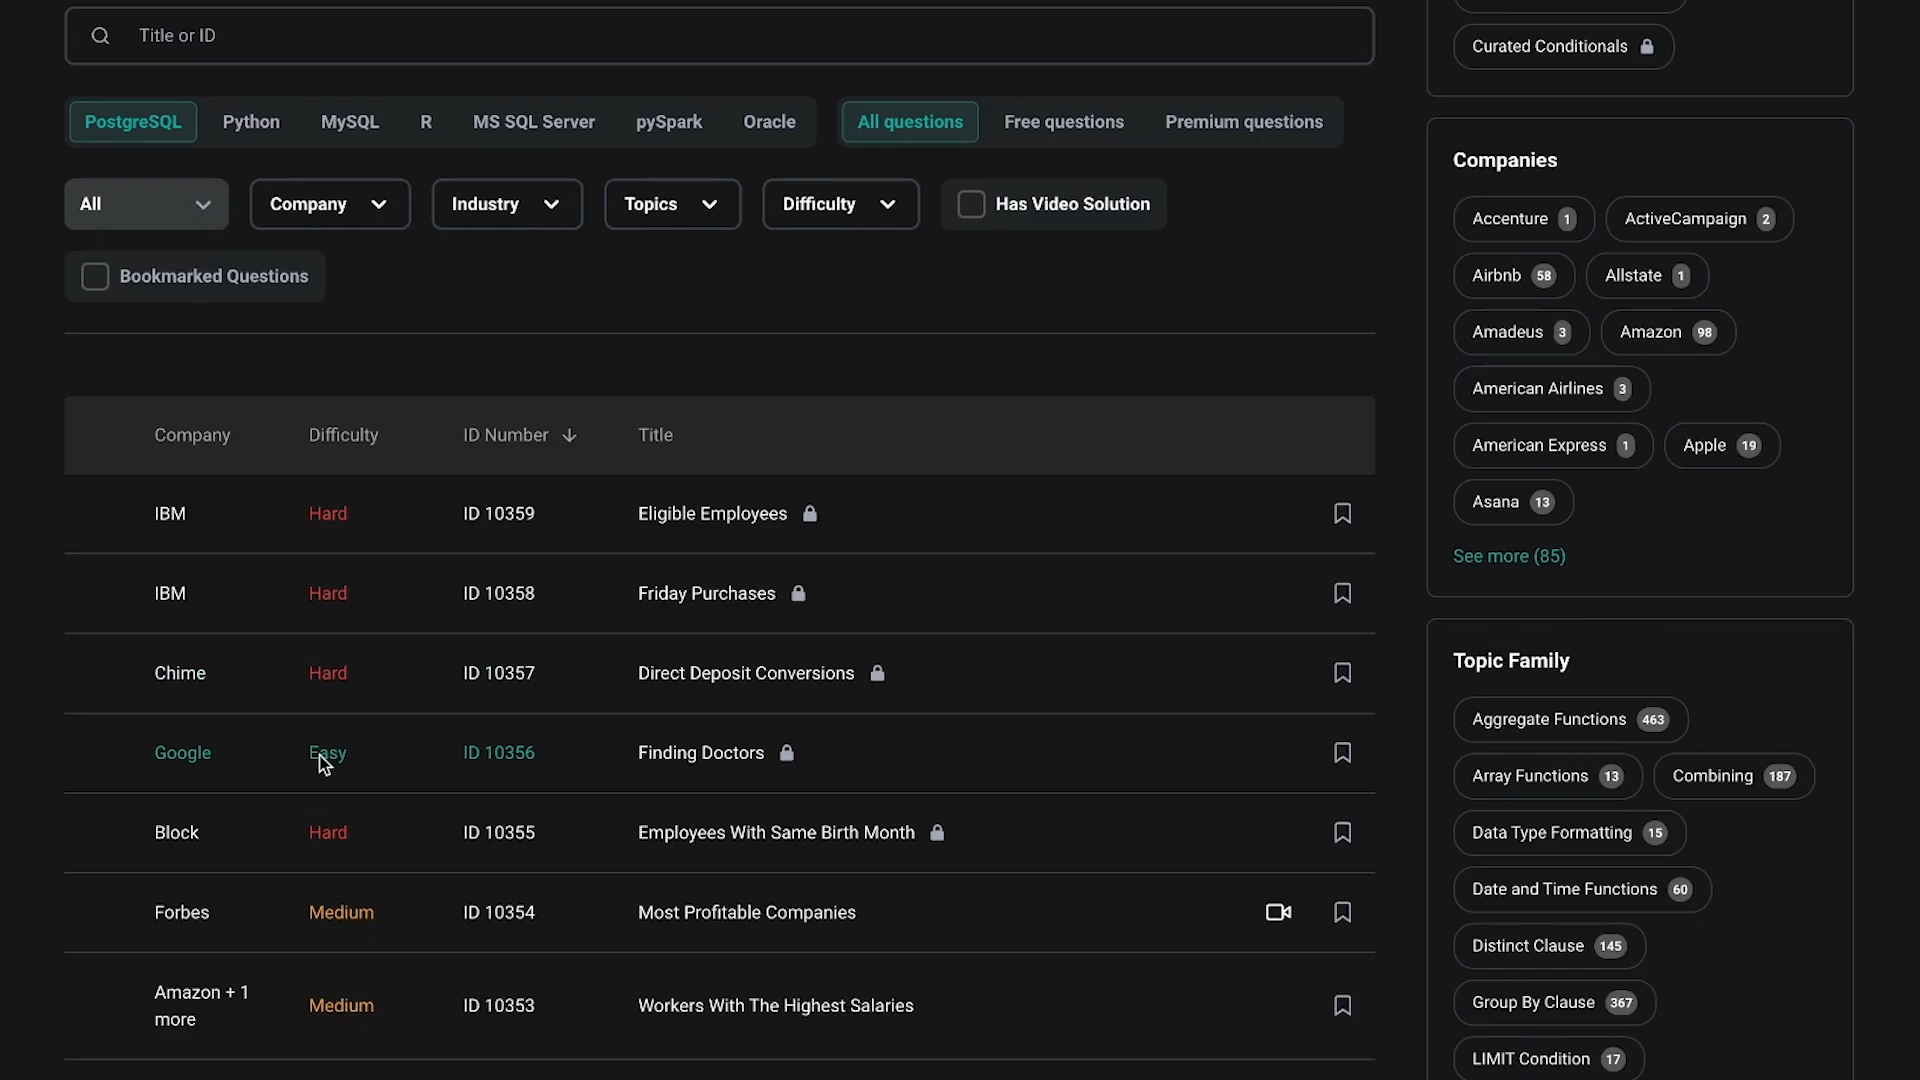 Title or ID
Curated Conditionals
PostgreSQL Python MySQL R MS SQL Server pySpark Oracle
All questions Free questions Premium questions
All Company Industry Topics Difficulty Has Video Solution
Bookmarked Questions
Company Difficulty ID Number Title
IBM Hard ID 10359 Eligible Employees
IBM Hard ID 10358 Friday Purchases
Chime Hard ID 10357 Direct Deposit Conversions
Google Easy ID 10356 Finding Doctors
Block Hard ID 10355 Employees With Same Birth Month
Forbes Medium ID 10354 Most Profitable Companies
Amazon + 1
more
Medium ID 10353 Workers With The Highest Salaries
Companies
Accenture 1 ActiveCampaign 2
Airbnb 58 Allstate 1
Amadeus 3 Amazon 98
American Airlines 3
American Express 1 Apple 19
Asana 13
See more (85)
Topic Family
Aggregate Functions 463
Array Functions 13 Combining 187
Data Type Formatting 15
Date and Time Functions 60
Distinct Clause 145
Group By Clause 367
LIMIT Condition 17